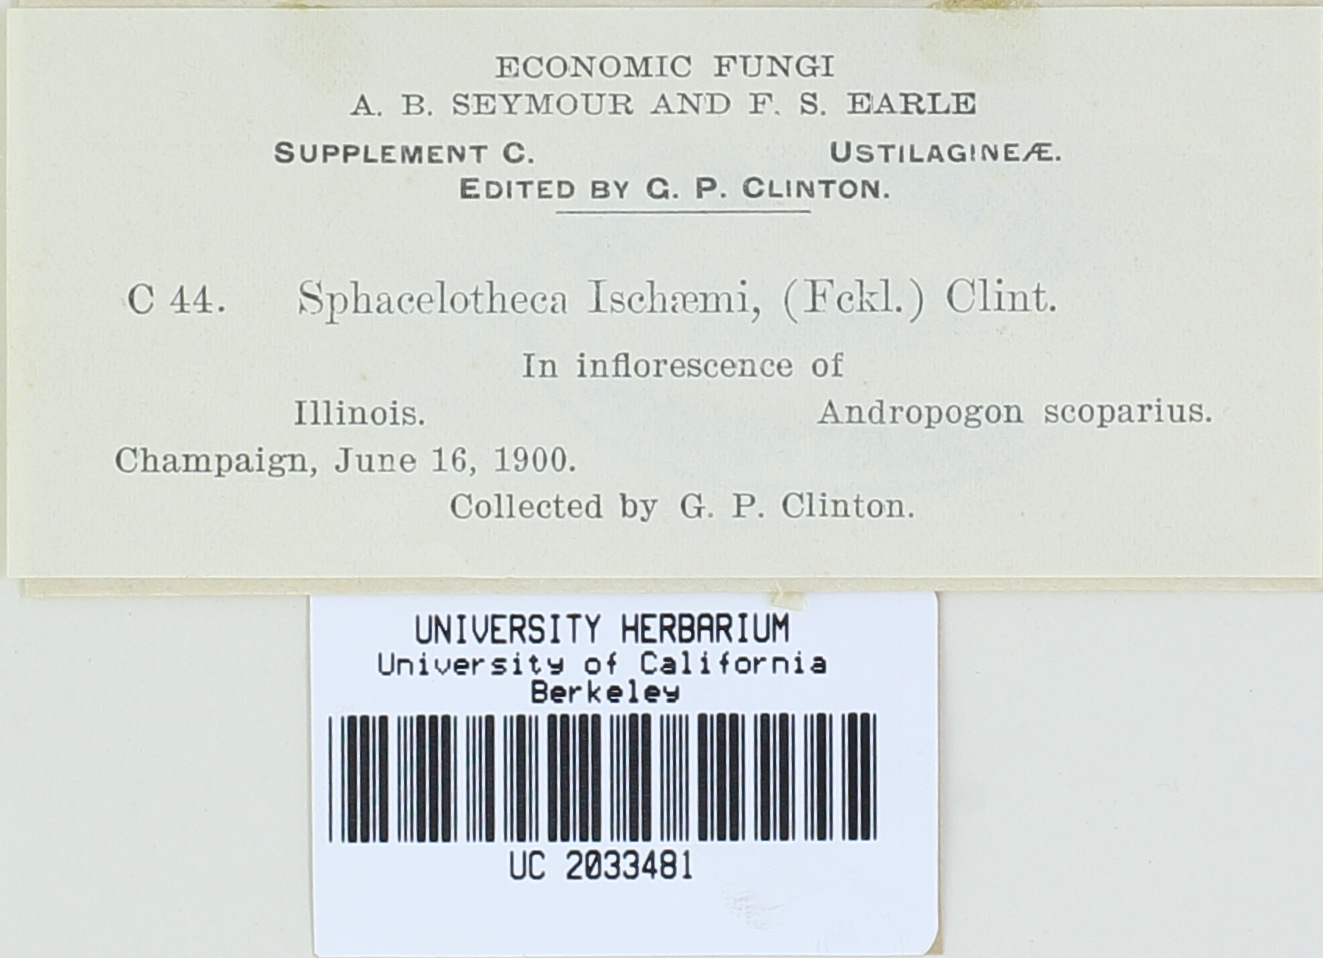 ECONOMIC FUNGI
A. B. SEYMOUR AND F. S. EARLE
SUPPLEMENT C. USTILAGINEÆ.
EDITED BY G. P. CLINTON.
C 44. Sphacelotheca Ischæmi, (Fckl.) Clint.
In inflorescence of
Illinois. Andropogon scoparius.
Champaign, June 16, 1900.
Collected by G. P. Clinton.
UNIVERSITY HERBARIUM
University of California
Berkeley
UC 2033481